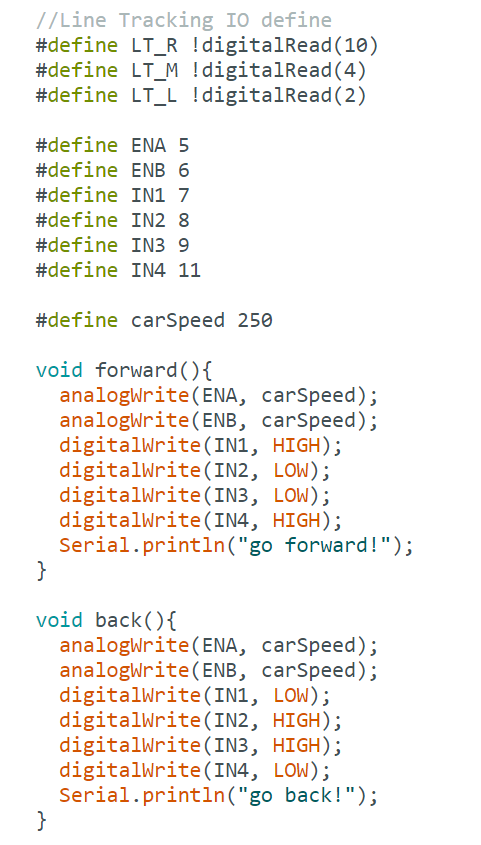 //Line Tracking IO define
#define LT_R !digitalRead(10)
#define LT_M !digitalRead(4)
#define LT_L !digitalRead(2)

#define ENA 5
#define ENB 6
#define IN1 7
#define IN2 8
#define IN3 9
#define IN4 11

#define carSpeed 250

void forward(){
  analogWrite(ENA, carSpeed);
  analogWrite(ENB, carSpeed);
  digitalWrite(IN1, HIGH);
  digitalWrite(IN2, LOW);
  digitalWrite(IN3, LOW);
  digitalWrite(IN4, HIGH);
  Serial.println("go forward!");
}

void back(){
  analogWrite(ENA, carSpeed);
  analogWrite(ENB, carSpeed);
  digitalWrite(IN1, LOW);
  digitalWrite(IN2, HIGH);
  digitalWrite(IN3, HIGH);
  digitalWrite(IN4, LOW);
  Serial.println("go back!");
}